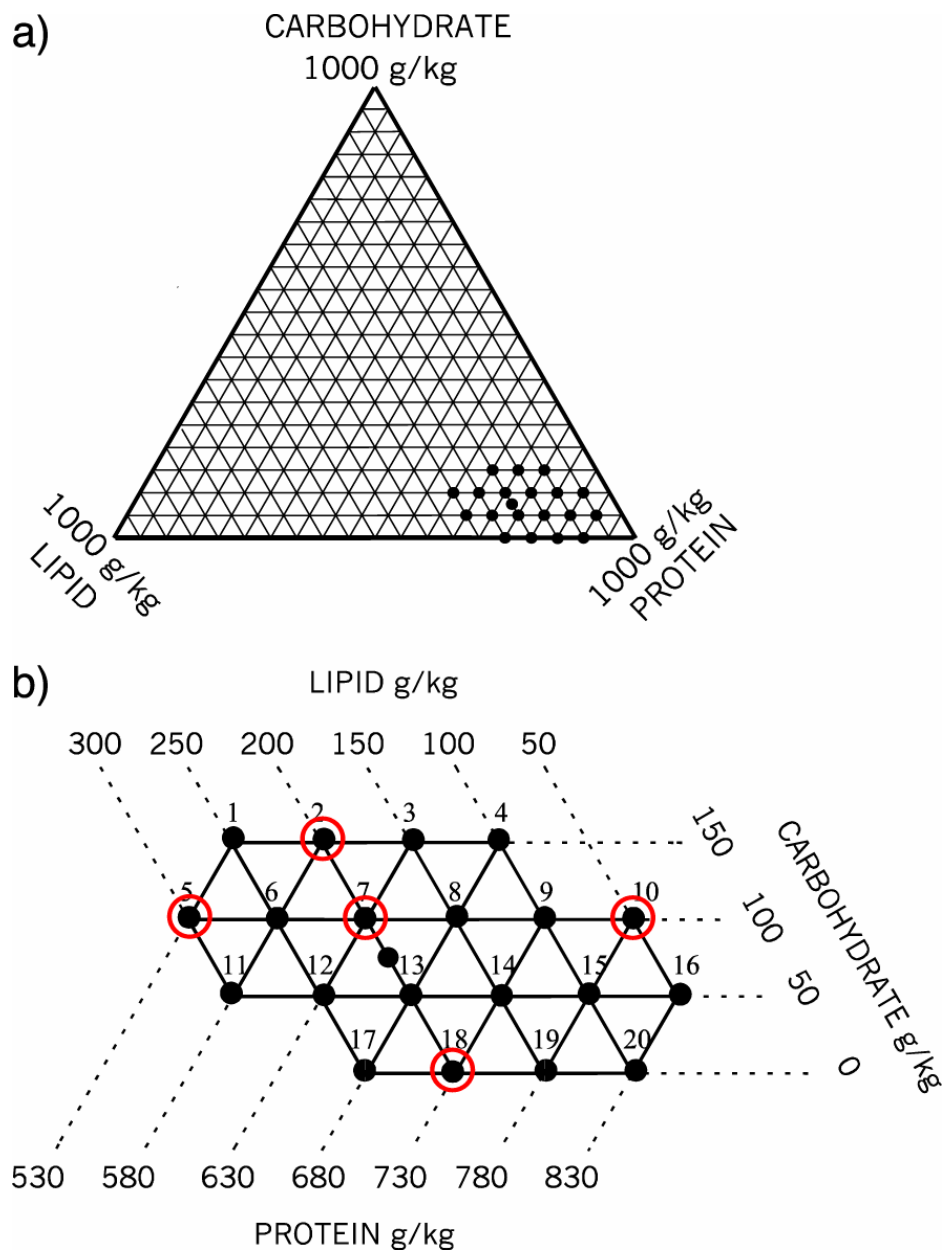 a)
CARBOHYDRATE
1000 g/kg
1000 g/kg
LIPID
1000 g/kg
PROTEIN
b)
LIPID g/kg
300 250 200 150 100 50
1 2 3 4
150
5 6 7 8 9 10
100
11 12 13 14 15 16
50
17 18 19 20
0
CARBOHYDRATE g/kg
530 580 630 680 730 780 830
PROTEIN g/kg